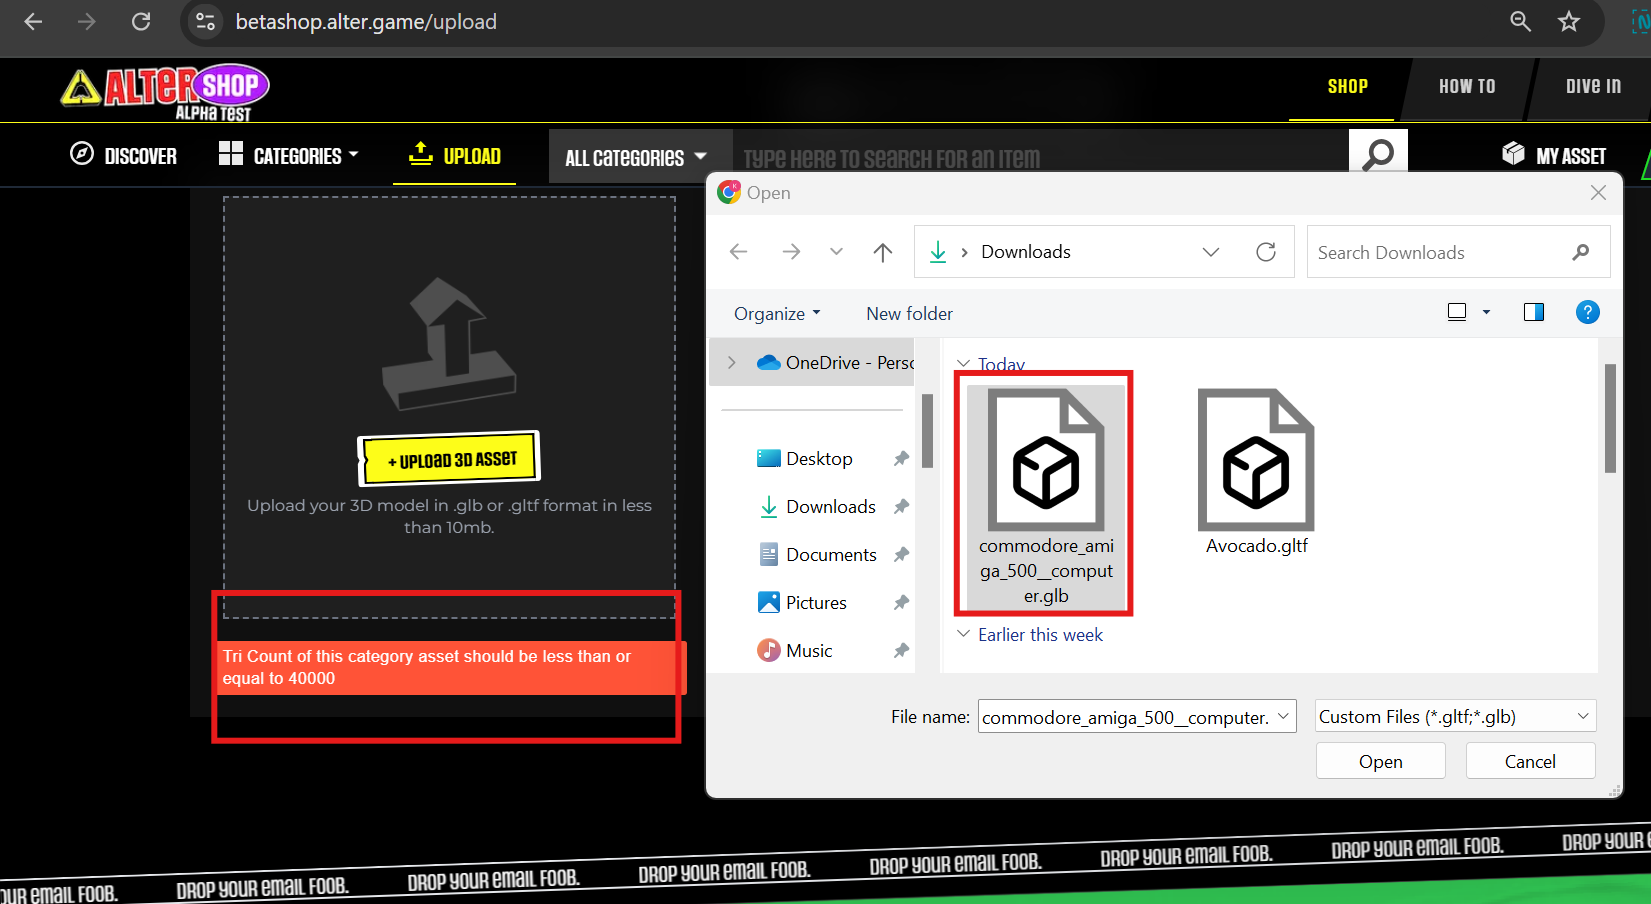 betashop.alter.game/upload
ALTER SHOP
ALPHA TEST
SHOP
HOW TO
DIVE IN
DISCOVER
CATEGORIES
UPLOAD
ALL CATEGORIES
TYPE HERE TO SEARCH FOR AN ITEM
MY ASSET
+ UPLOAD 3D ASSET
Upload your 3D model in .glb or .gltf format in less
than 10mb.
Tri Count of this category asset should be less than or
equal to 40000
Open
Downloads
Search Downloads
Organize
New folder
OneDrive - Perso
Desktop
Downloads
Documents
Pictures
Music
Today
commodore_ami
ga_500__comput
er.glb
Avocado.gltf
Earlier this week
File name:
commodore_amiga_500__computer.
Custom Files (*.gltf;*.glb)
Open
Cancel
OUR EMAIL FOOB.
DROP YOUR EMAIL FOOB.
DROP YOUR EMAIL FOOB.
DROP YOUR EMAIL FOOB.
DROP YOUR EMAIL FOOB.
DROP YOUR EMAIL FOOB.
DROP YOUR EMAIL FOOB.
DROP YOUR